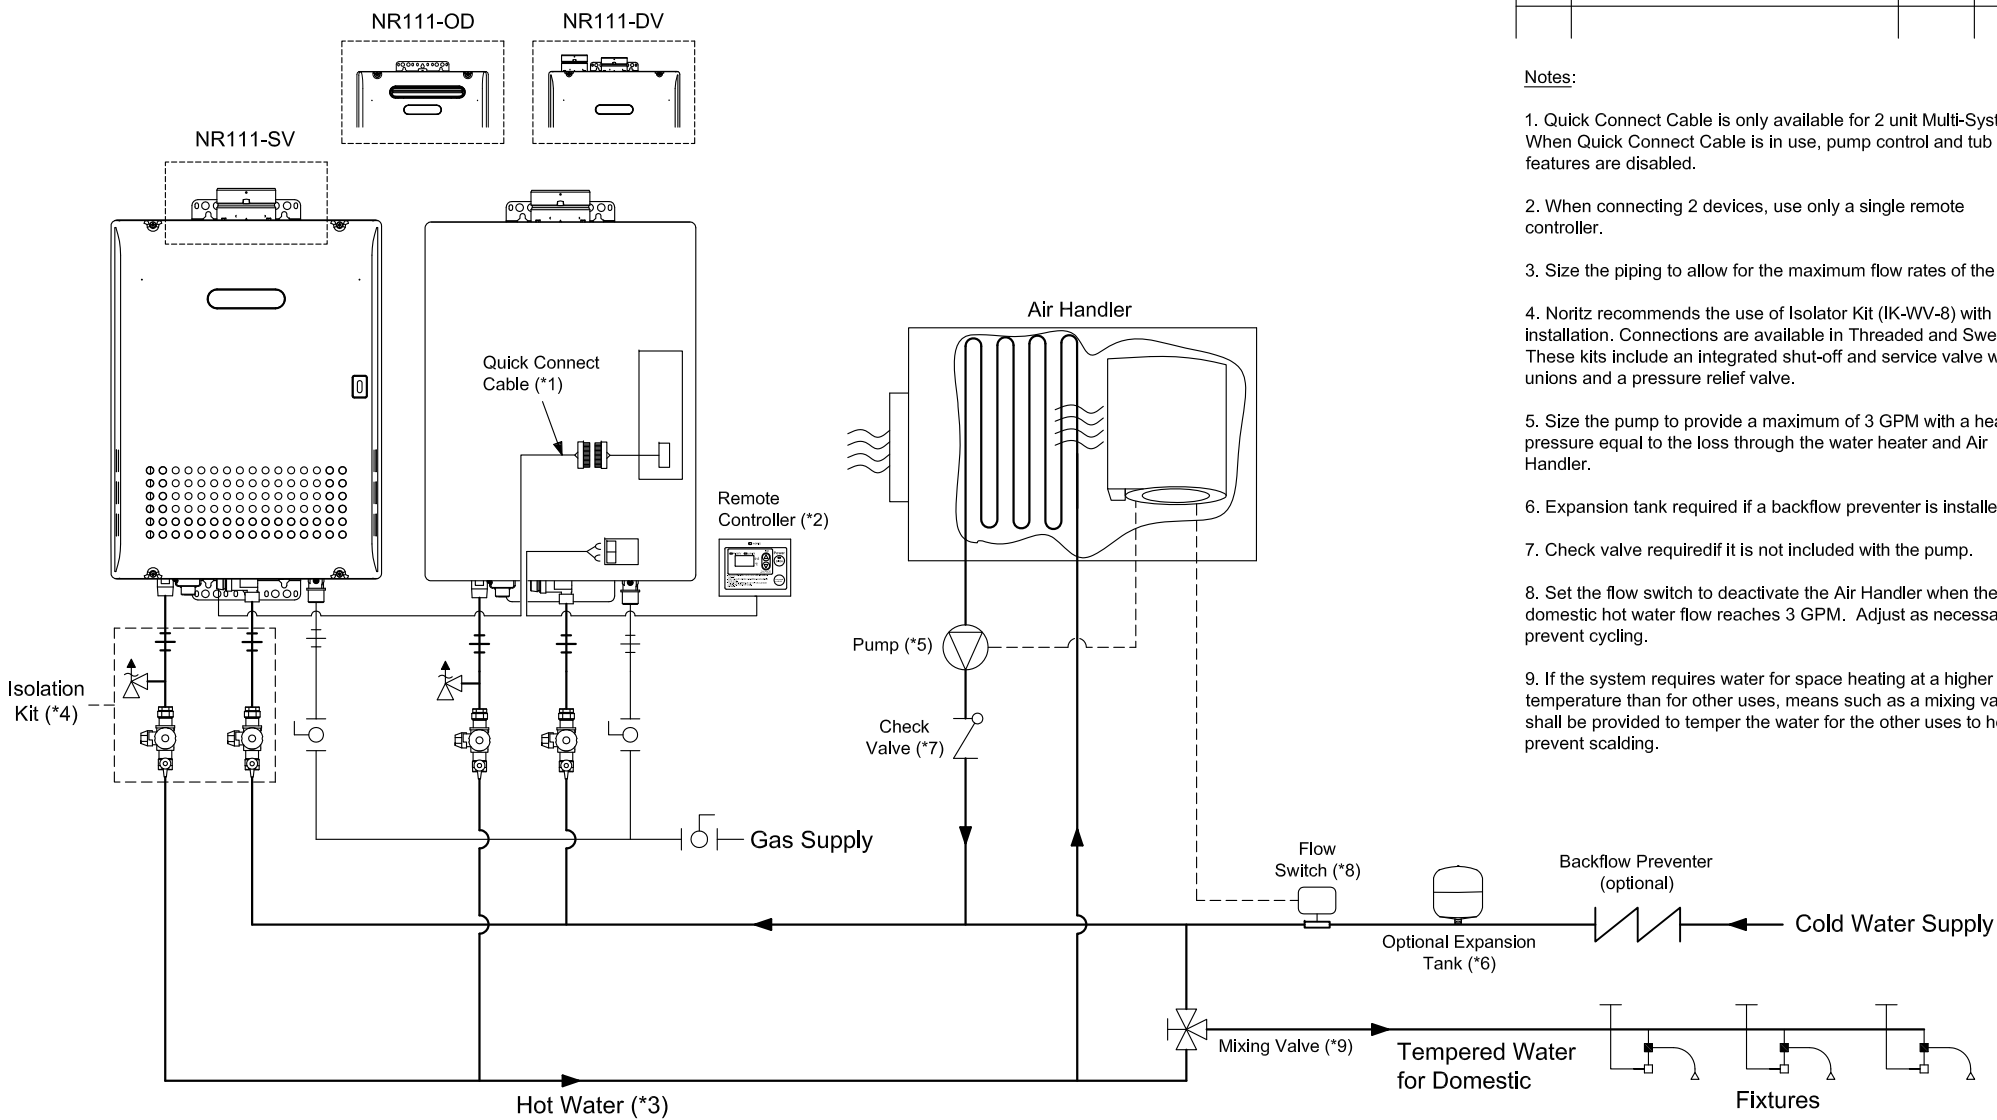 NR111-OD
NR111-DV
NR111-SV
Quick Connect
Cable (*1)
Remote
Controller (*2)
Air Handler
Pump (*5)
Check
Valve (*7)
Isolation
Kit (*4)
Gas Supply
Flow
Switch (*8)
Backflow Preventer
(optional)
Cold Water Supply
Optional Expansion
Tank (*6)
Mixing Valve (*9)
Tempered Water
for Domestic
Fixtures
Hot Water (*3)
Notes:
1. Quick Connect Cable is only available for 2 unit Multi-Syst
When Quick Connect Cable is in use, pump control and tub
features are disabled.
2. When connecting 2 devices, use only a single remote
controller.
3. Size the piping to allow for the maximum flow rates of the
4. Noritz recommends the use of Isolator Kit (IK-WV-8) with
installation. Connections are available in Threaded and Swe
These kits include an integrated shut-off and service valve w
unions and a pressure relief valve.
5. Size the pump to provide a maximum of 3 GPM with a hea
pressure equal to the loss through the water heater and Air
Handler.
6. Expansion tank required if a backflow preventer is installe
7. Check valve requiredif it is not included with the pump.
8. Set the flow switch to deactivate the Air Handler when the
domestic hot water flow reaches 3 GPM. Adjust as necessa
prevent cycling.
9. If the system requires water for space heating at a higher
temperature than for other uses, means such as a mixing va
shall be provided to temper the water for the other uses to he
prevent scalding.